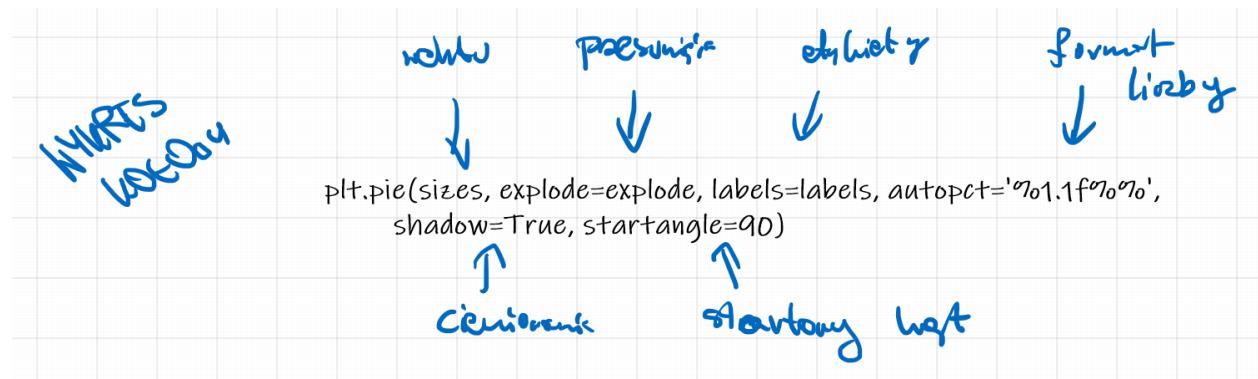 przesunięcie
etykiety
format
liczby
WYKRES
KOŁOWY
plt.pie(sizes, explode=explode, labels=labels, autopct='%1.1f%%',
shadow=True, startangle=90)
cieniowanie
startowy kąt